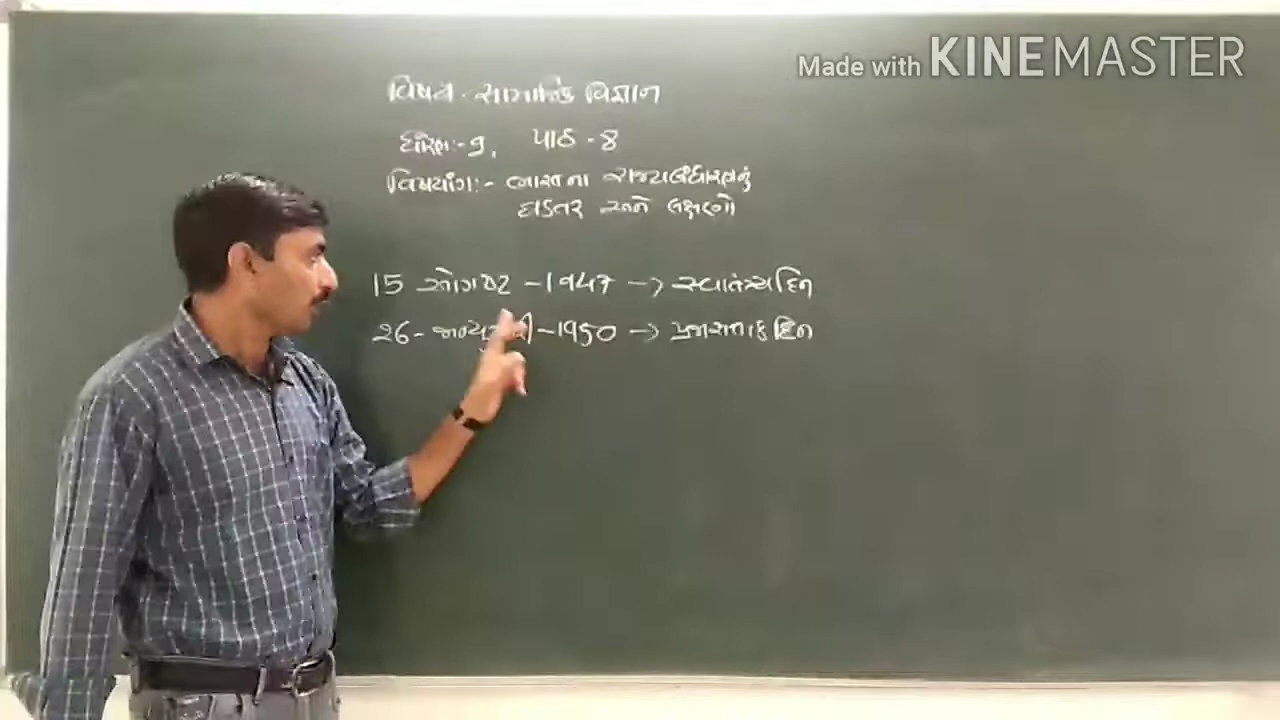 Made with KINEMASTER
વિષય - સામાજિક વિજ્ઞાન
ધોરણ:- 9, પાઠ - 8
વિષયાંગ:- ભારતના રાજ્યબંધારણનું
ઘડતર અને લક્ષણો
15 ઓગષ્ટ - 1947 -> સ્વાતંત્ર્યદિન
26 - જાન્યુઆરી - 1950 -> પ્રજાસત્તાક દિન